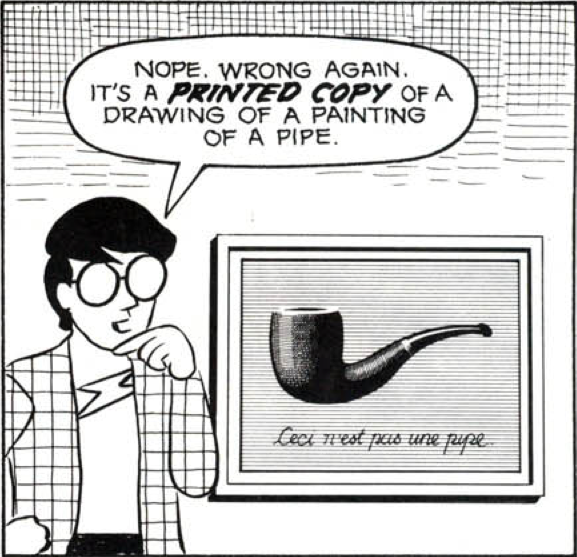 NOPE. WRONG AGAIN.
IT'S A PRINTED COPY OF A
DRAWING OF A PAINTING
OF A PIPE.
Ceci n'est pas une pipe.